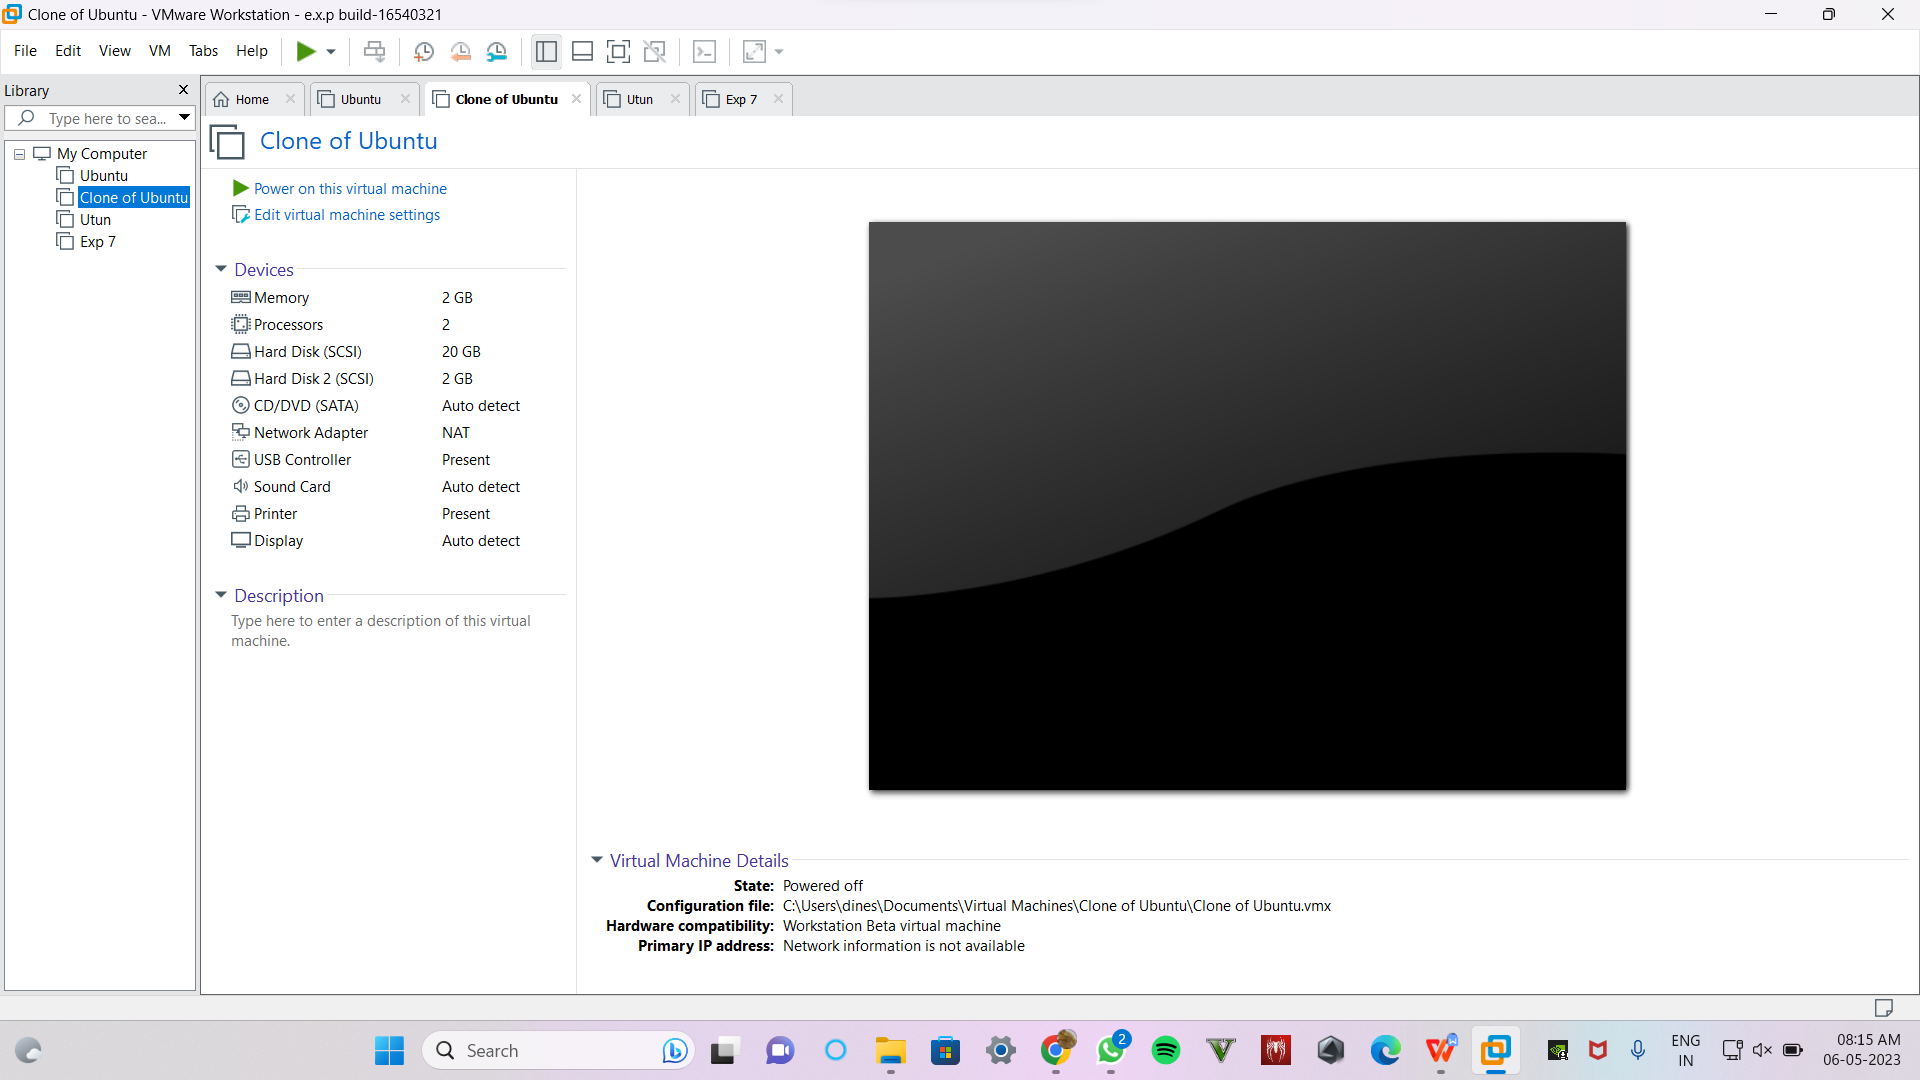 Clone of Ubuntu - VMware Workstation - e.x.p build-16540321
File Edit View VM Tabs Help
Library
Type here to sea...
My Computer
Ubuntu
Clone of Ubuntu
Utun
Exp 7
Home Ubuntu Clone of Ubuntu Utun Exp 7
Clone of Ubuntu
Power on this virtual machine
Edit virtual machine settings
Devices
Memory 2 GB
Processors 2
Hard Disk (SCSI) 20 GB
Hard Disk 2 (SCSI) 2 GB
CD/DVD (SATA) Auto detect
Network Adapter NAT
USB Controller Present
Sound Card Auto detect
Printer Present
Display Auto detect
Description
Type here to enter a description of this virtual
machine.
Virtual Machine Details
State: Powered off
Configuration file: C:\Users\dines\Documents\Virtual Machines\Clone of Ubuntu\Clone of Ubuntu.vmx
Hardware compatibility: Workstation Beta virtual machine
Primary IP address: Network information is not available
Search
2
ENG
IN
08:15 AM
06-05-2023